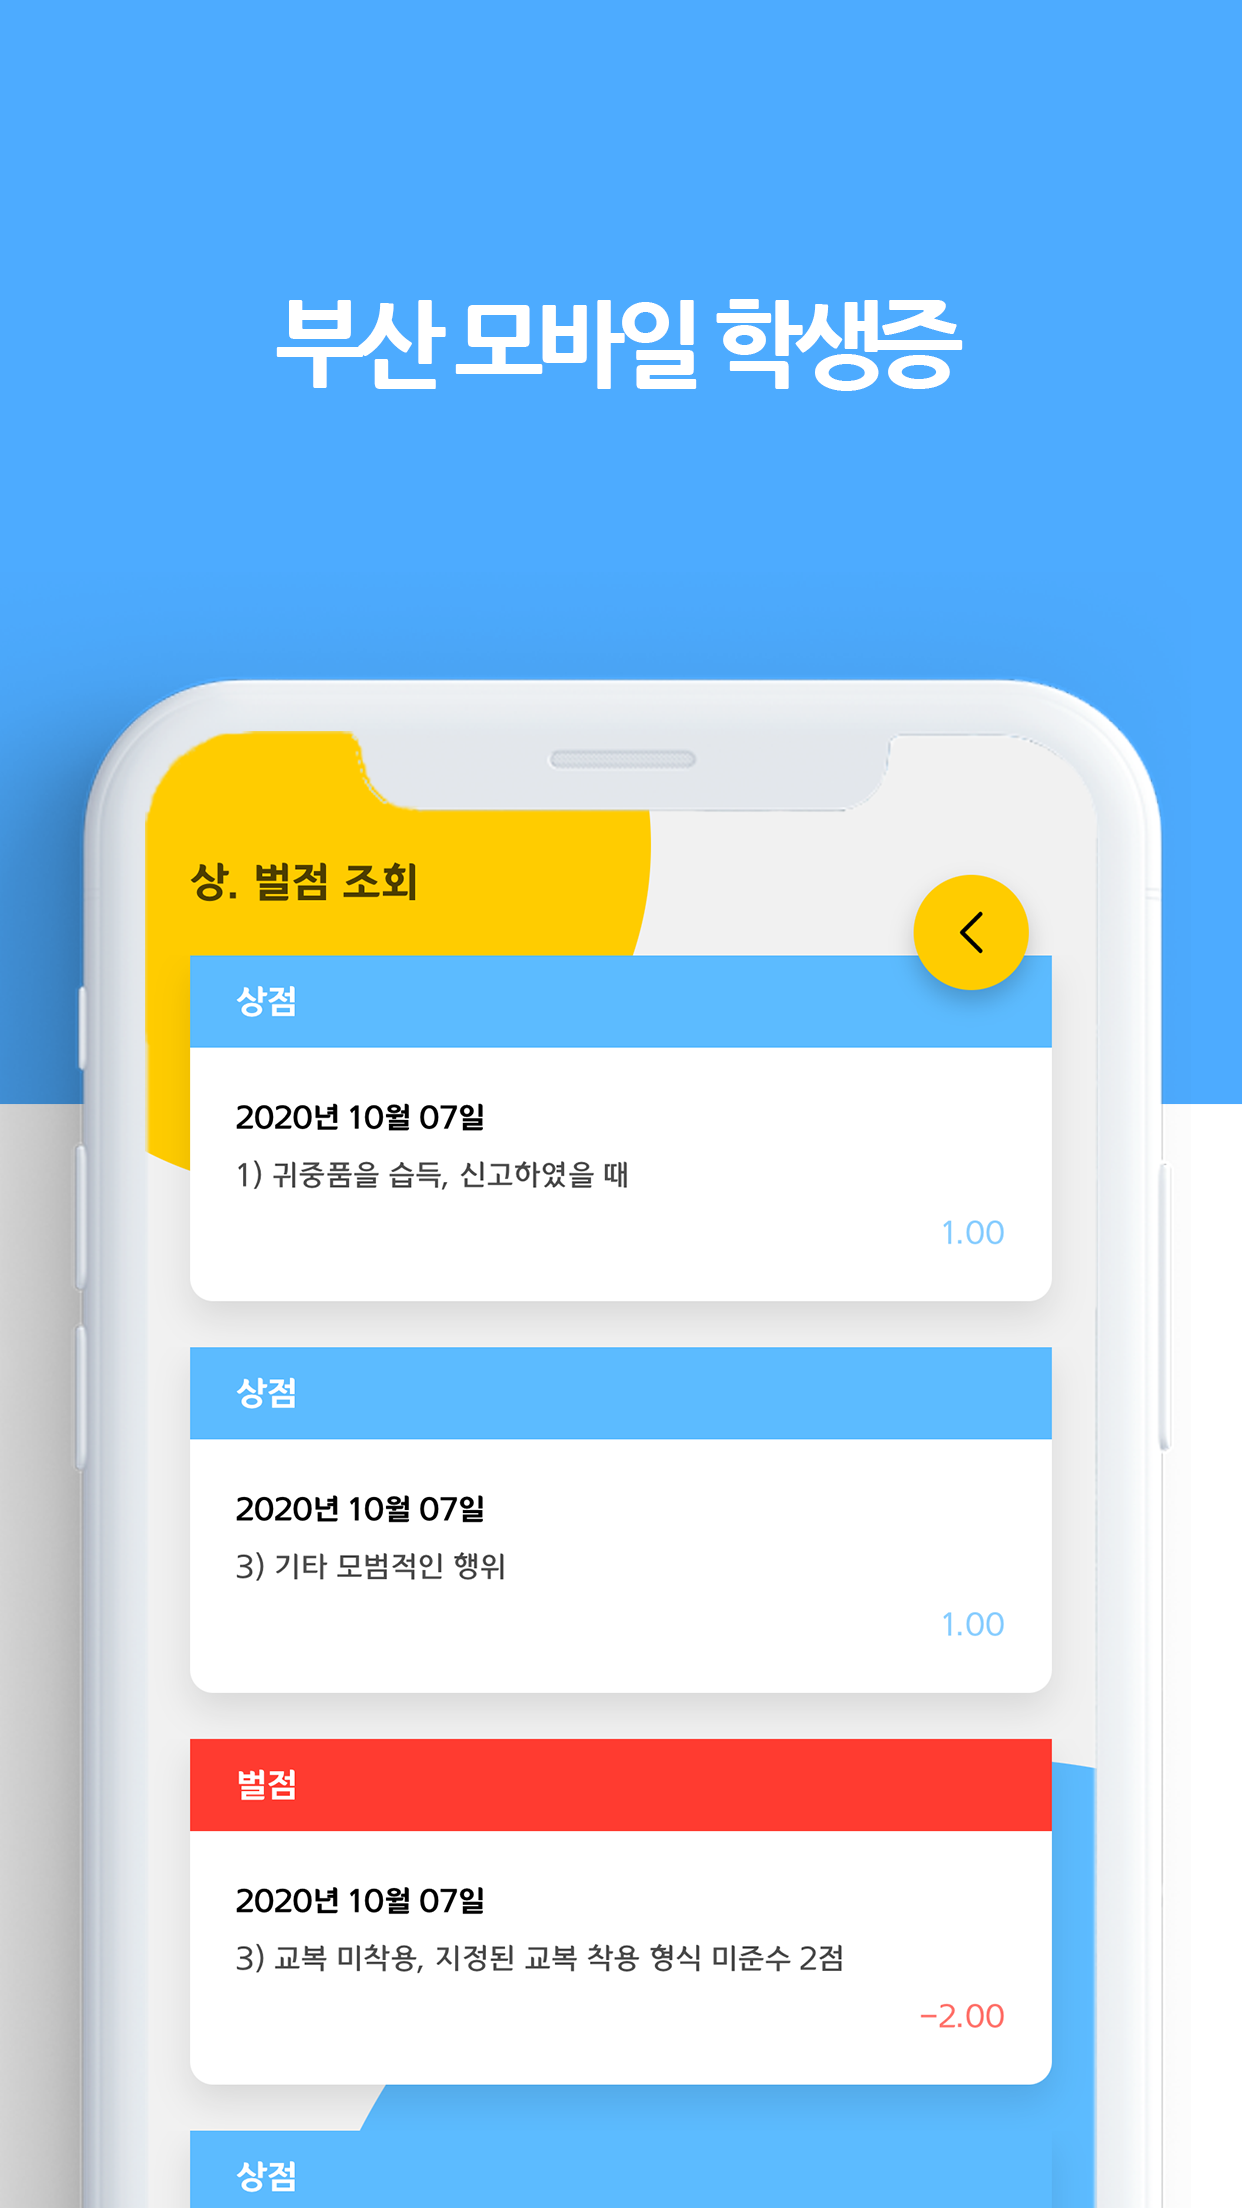 부산 모바일 학생증
상. 벌점 조회
상점
2020년 10월 07일
1) 귀중품을 습득, 신고하였을 때
1.00
상점
2020년 10월 07일
3) 기타 모범적인 행위
1.00
벌점
2020년 10월 07일
3) 교복 미착용, 지정된 교복 착용 형식 미준수 2점
-2.00
상점